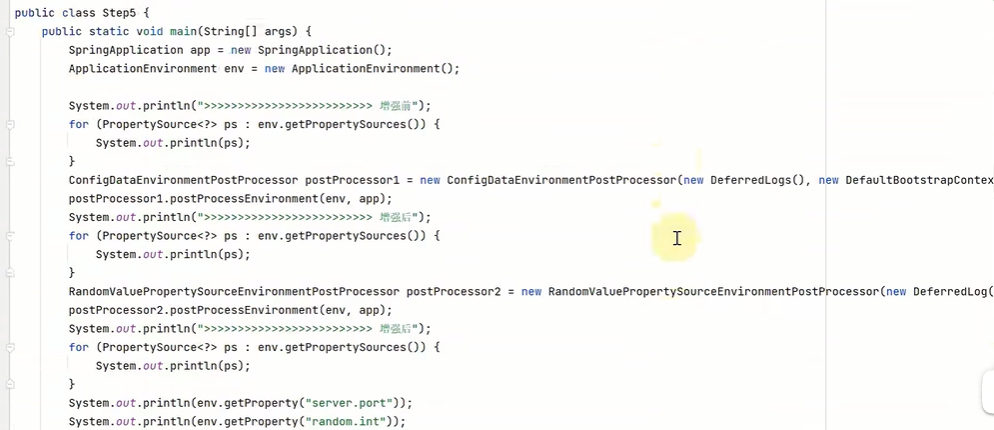 public class Step5 {
public static void main(String[] args) {
SpringApplication app = new SpringApplication();
ApplicationEnvironment env = new ApplicationEnvironment();
System.out.println(">>>>>>>>>>>>>>>>>>>>>>>>> 增强前");
for (PropertySource<?> ps : env.getPropertySources()) {
System.out.println(ps);
}
ConfigDataEnvironmentPostProcessor postProcessor1 = new ConfigDataEnvironmentPostProcessor(new DeferredLogs(), new DefaultBootstrapContex
postProcessor1.postProcessEnvironment(env, app);
System.out.println(">>>>>>>>>>>>>>>>>>>>>>>>> 增强后");
for (PropertySource<?> ps : env.getPropertySources()) {
System.out.println(ps);
}
RandomValuePropertySourceEnvironmentPostProcessor postProcessor2 = new RandomValuePropertySourceEnvironmentPostProcessor(new DeferredLog(
postProcessor2.postProcessEnvironment(env, app);
System.out.println(">>>>>>>>>>>>>>>>>>>>>>>>> 增强后");
for (PropertySource<?> ps : env.getPropertySources()) {
System.out.println(ps);
}
System.out.println(env.getProperty("server.port"));
System.out.println(env.getProperty("random.int"));